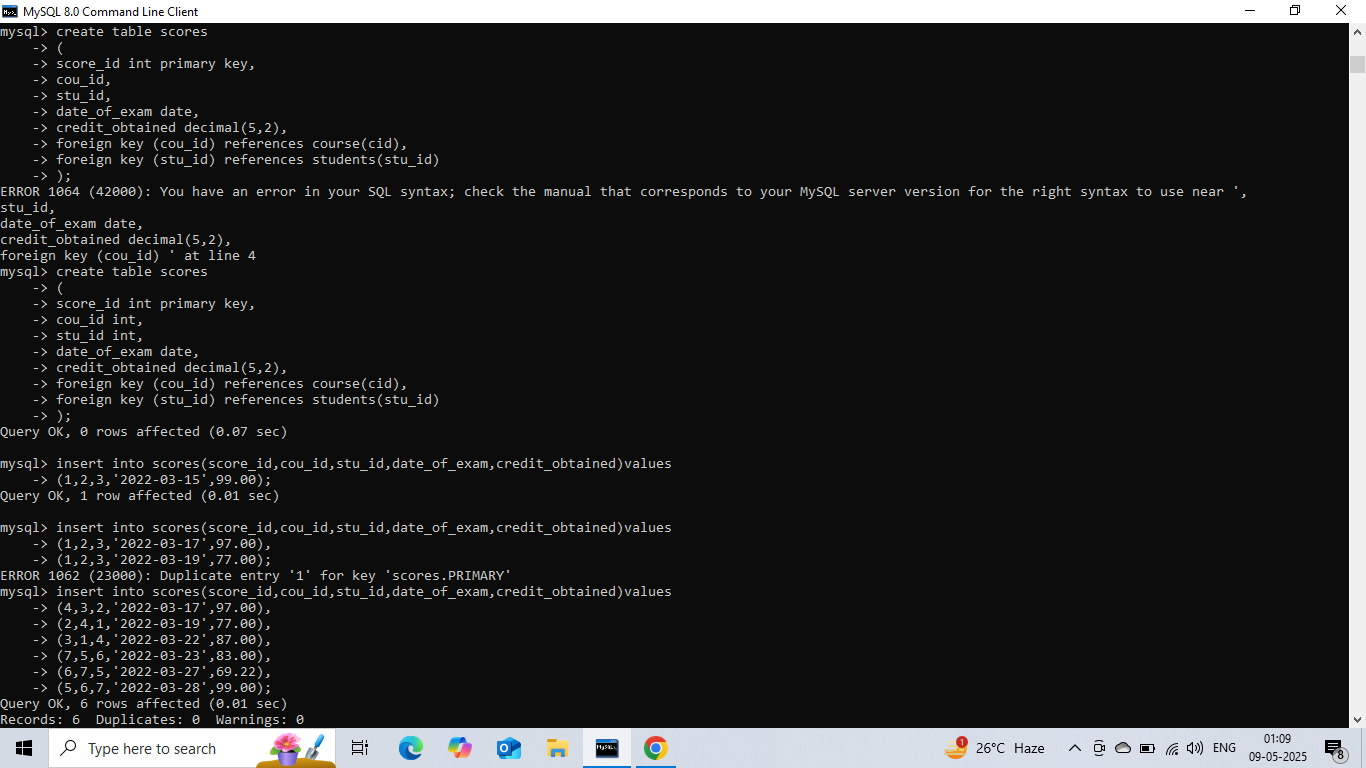 MySQL 8.0 Command Line Client
mysql> create table scores
    -> (
    -> score_id int primary key,
    -> cou_id,
    -> stu_id,
    -> date_of_exam date,
    -> credit_obtained decimal(5,2),
    -> foreign key (cou_id) references course(cid),
    -> foreign key (stu_id) references students(stu_id)
    -> );
ERROR 1064 (42000): You have an error in your SQL syntax; check the manual that corresponds to your MySQL server version for the right syntax to use near ',
stu_id,
date_of_exam date,
credit_obtained decimal(5,2),
foreign key (cou_id) ' at line 4
mysql> create table scores
    -> (
    -> score_id int primary key,
    -> cou_id int,
    -> stu_id int,
    -> date_of_exam date,
    -> credit_obtained decimal(5,2),
    -> foreign key (cou_id) references course(cid),
    -> foreign key (stu_id) references students(stu_id)
    -> );
Query OK, 0 rows affected (0.07 sec)
mysql> insert into scores(score_id,cou_id,stu_id,date_of_exam,credit_obtained)values
    -> (1,2,3,'2022-03-15',99.00);
Query OK, 1 row affected (0.01 sec)
mysql> insert into scores(score_id,cou_id,stu_id,date_of_exam,credit_obtained)values
    -> (1,2,3,'2022-03-17',97.00),
    -> (1,2,3,'2022-03-19',77.00);
ERROR 1062 (23000): Duplicate entry '1' for key 'scores.PRIMARY'
mysql> insert into scores(score_id,cou_id,stu_id,date_of_exam,credit_obtained)values
    -> (4,3,2,'2022-03-17',97.00),
    -> (2,4,1,'2022-03-19',77.00),
    -> (3,1,4,'2022-03-22',87.00),
    -> (7,5,6,'2022-03-23',83.00),
    -> (6,7,5,'2022-03-27',69.22),
    -> (5,6,7,'2022-03-28',99.00);
Query OK, 6 rows affected (0.01 sec)
Records: 6  Duplicates: 0  Warnings: 0
Type here to search
1
26°C Haze
ENG
01:09
09-05-2025
8